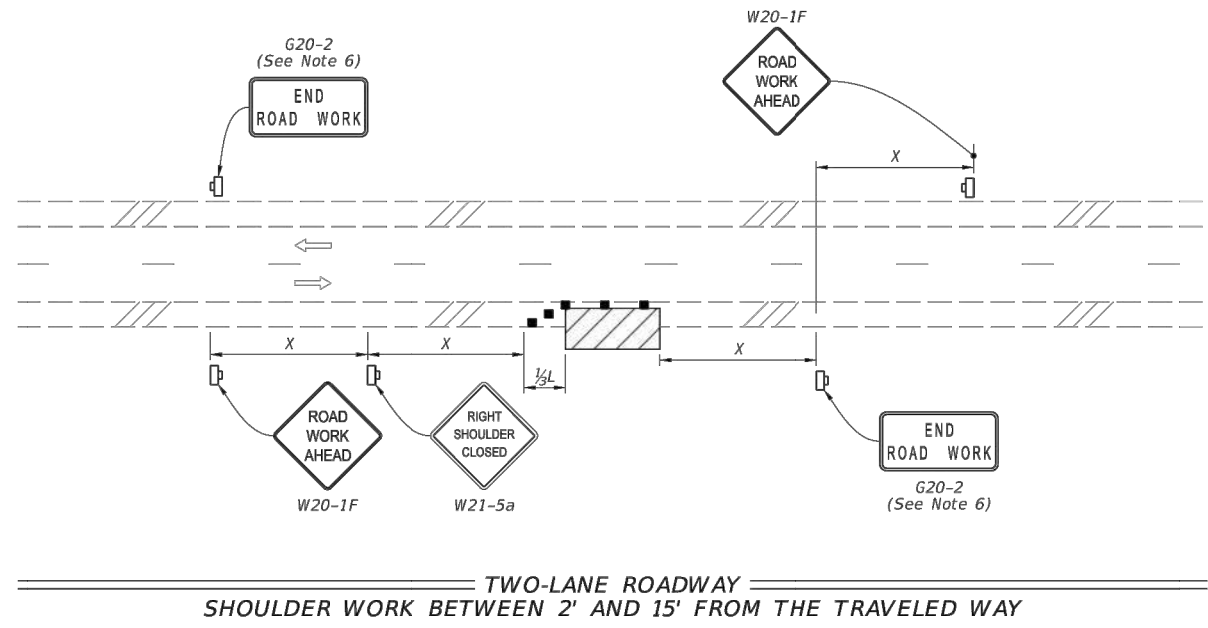 W20-1F
ROAD
WORK
AHEAD
G20-2
(See Note 6)
END
ROAD WORK
X
X
X
X
⅓L
ROAD
WORK
AHEAD
W20-1F
RIGHT
SHOULDER
CLOSED
W21-5a
END
ROAD WORK
G20-2
(See Note 6)
TWO-LANE ROADWAY
SHOULDER WORK BETWEEN 2' AND 15' FROM THE TRAVELED WAY